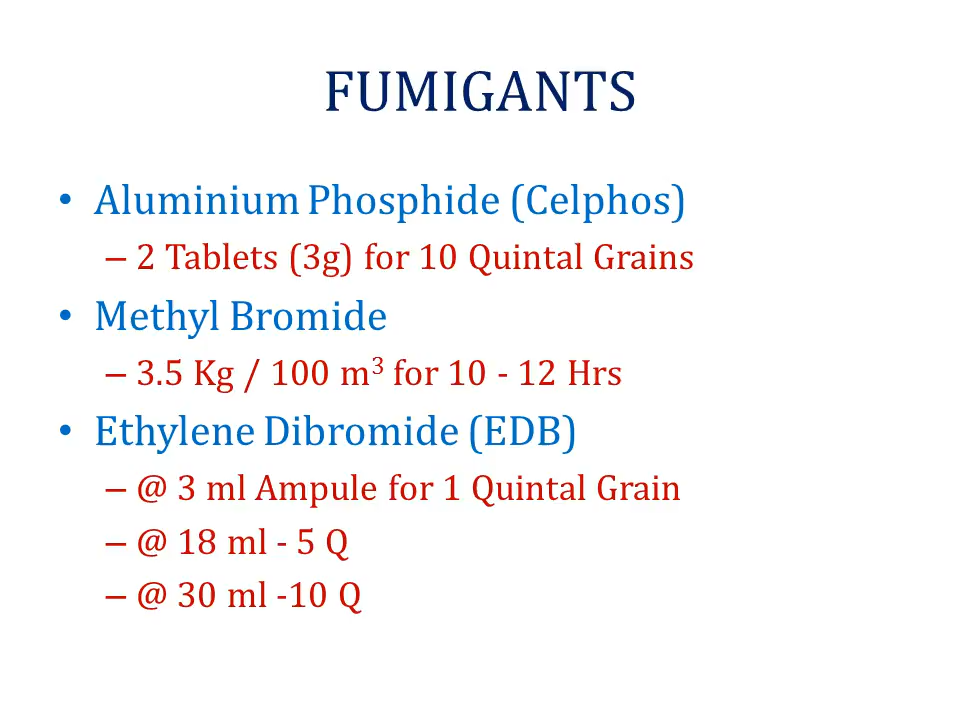 FUMIGANTS
• Aluminium Phosphide (Celphos)
– 2 Tablets (3g) for 10 Quintal Grains
• Methyl Bromide
– 3.5 Kg / 100 m³ for 10 - 12 Hrs
• Ethylene Dibromide (EDB)
– @ 3 ml Ampule for 1 Quintal Grain
– @ 18 ml - 5 Q
– @ 30 ml -10 Q